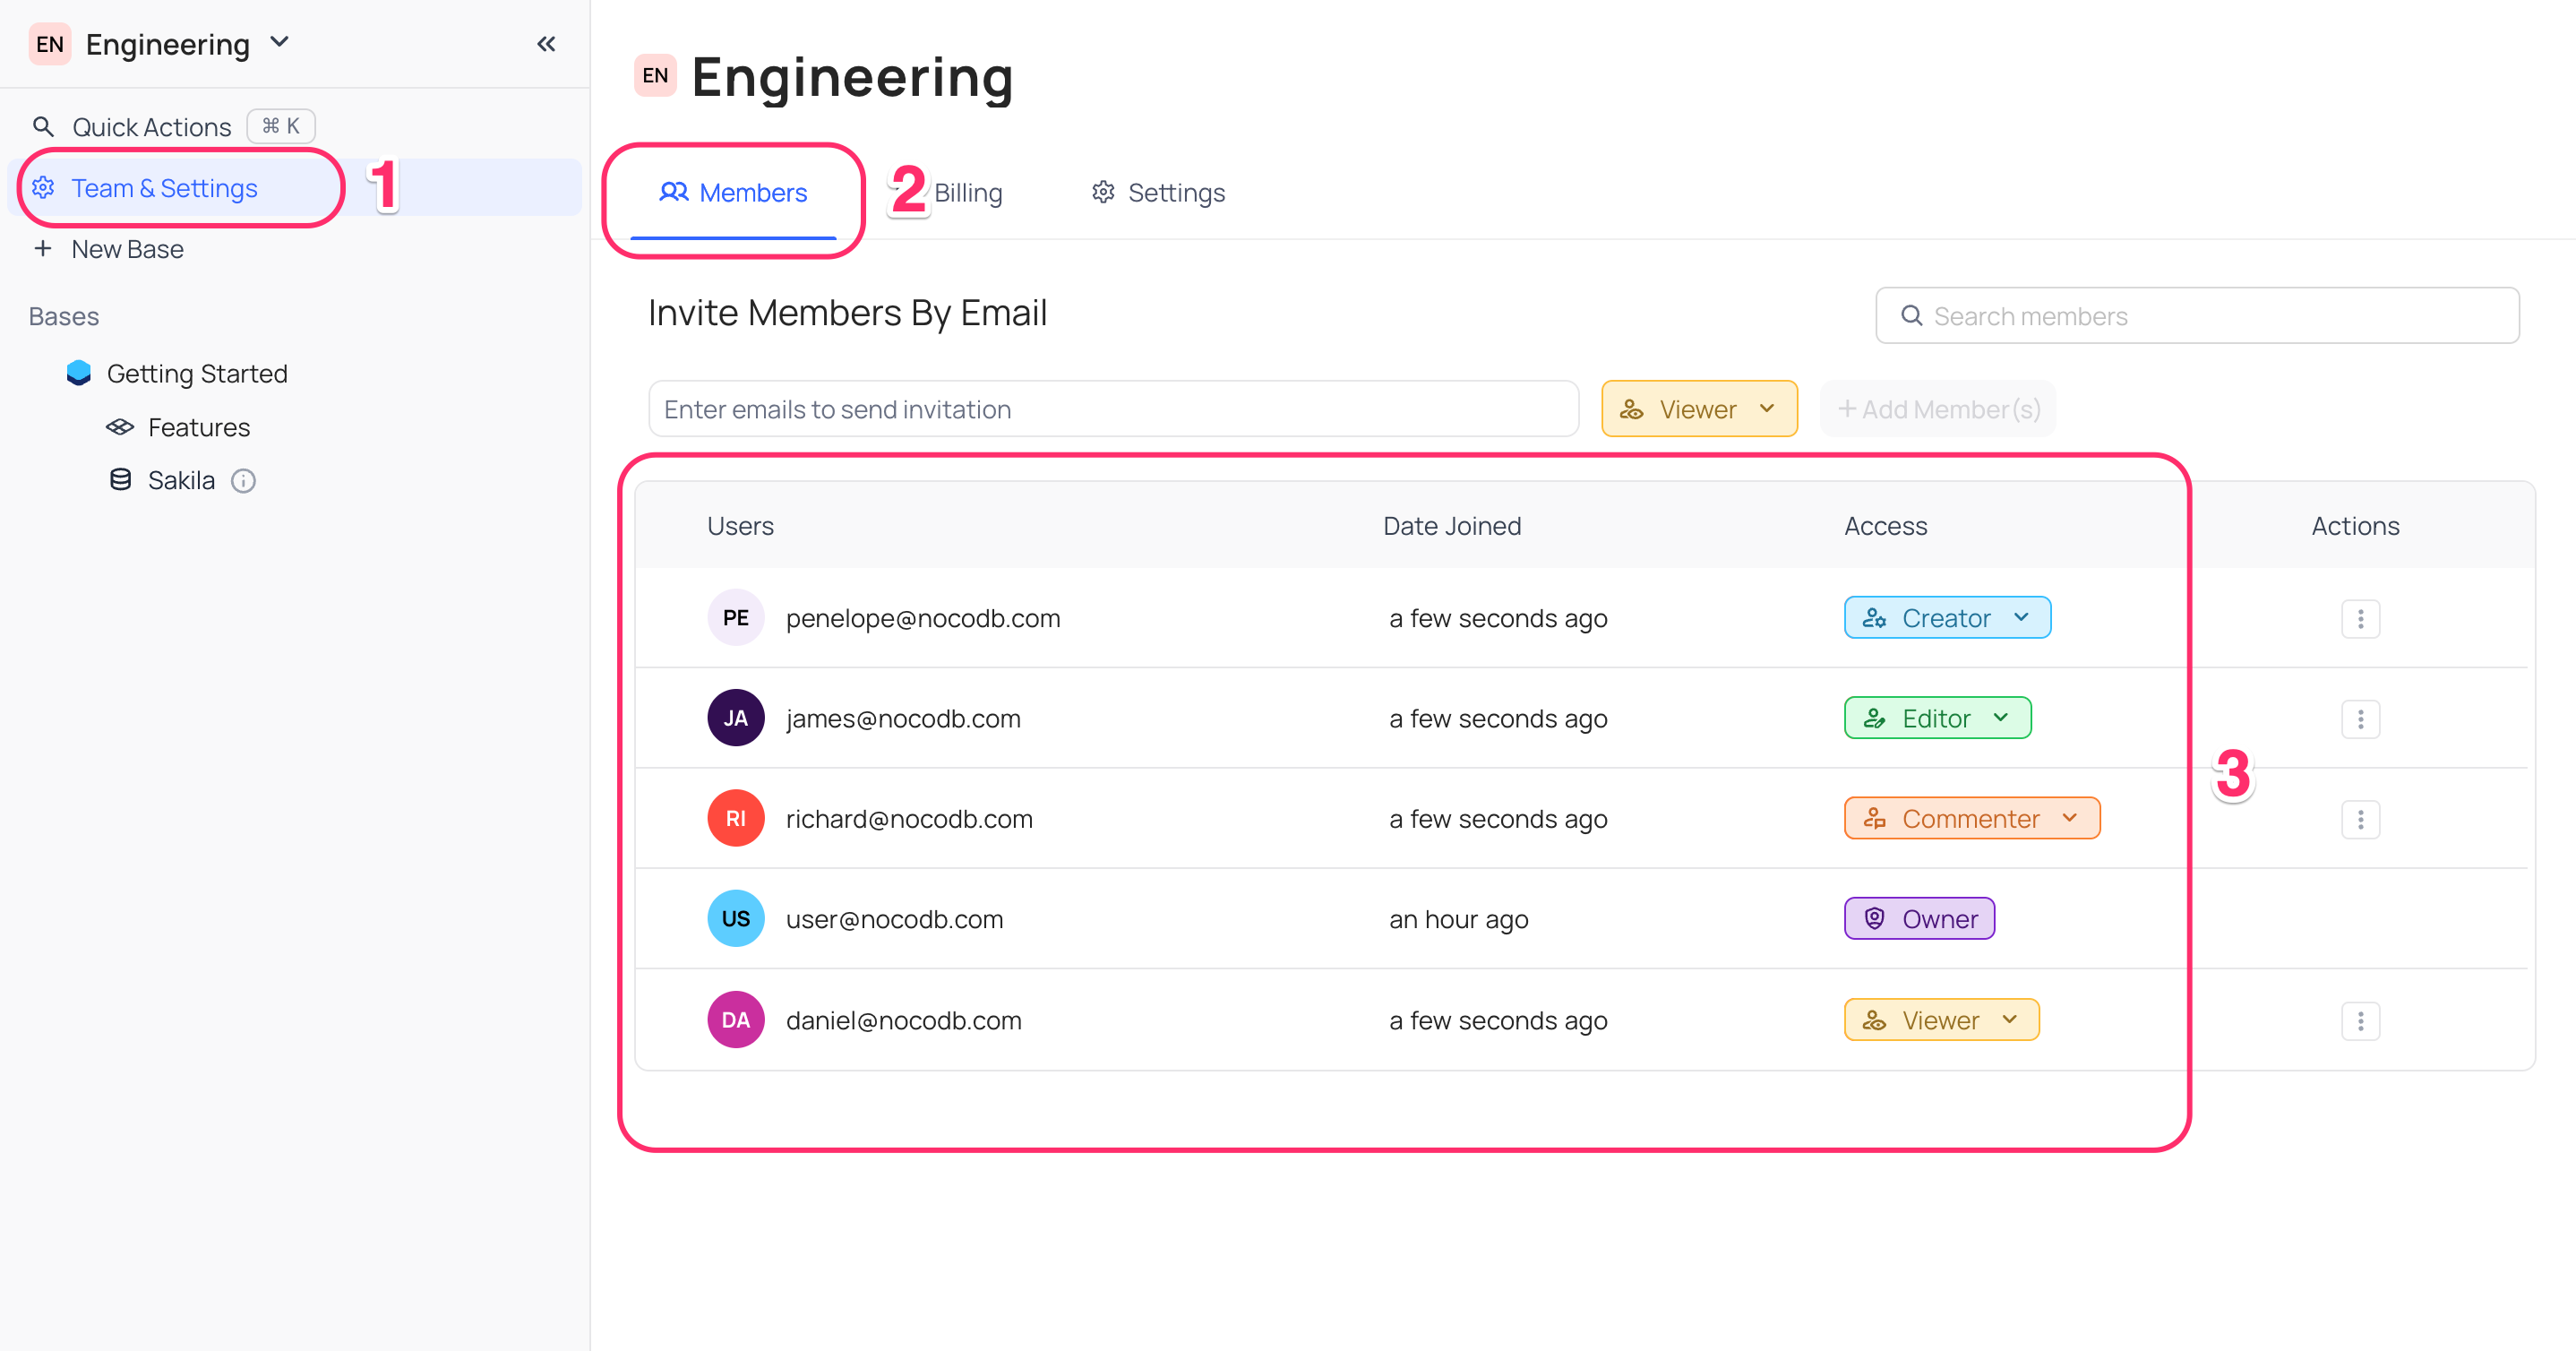 EN Engineering
Quick Actions ⌘ K
Team & Settings 1
New Base
Bases
Getting Started
Features
Sakila
EN Engineering
Members 2 Billing Settings
Invite Members By Email
Search members
Enter emails to send invitation Viewer + Add Member(s)
Users Date Joined Access Actions
PE penelope@nocodb.com a few seconds ago Creator
JA james@nocodb.com a few seconds ago Editor
3
RI richard@nocodb.com a few seconds ago Commenter
US user@nocodb.com an hour ago Owner
DA daniel@nocodb.com a few seconds ago Viewer